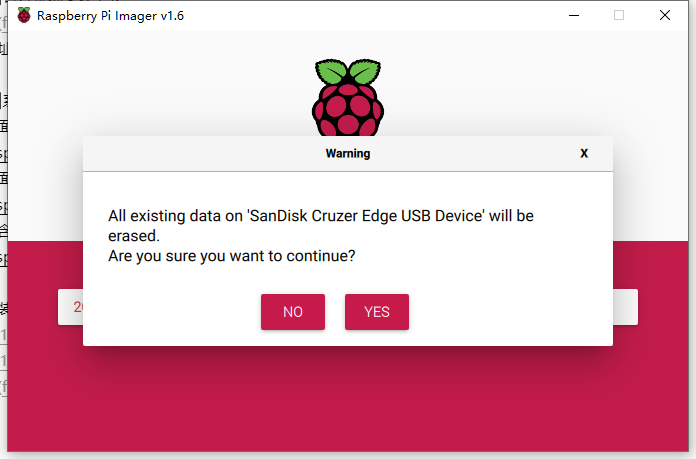 Raspberry Pi Imager v1.6
Warning
X
All existing data on 'SanDisk Cruzer Edge USB Device' will be
erased.
Are you sure you want to continue?
NO
YES